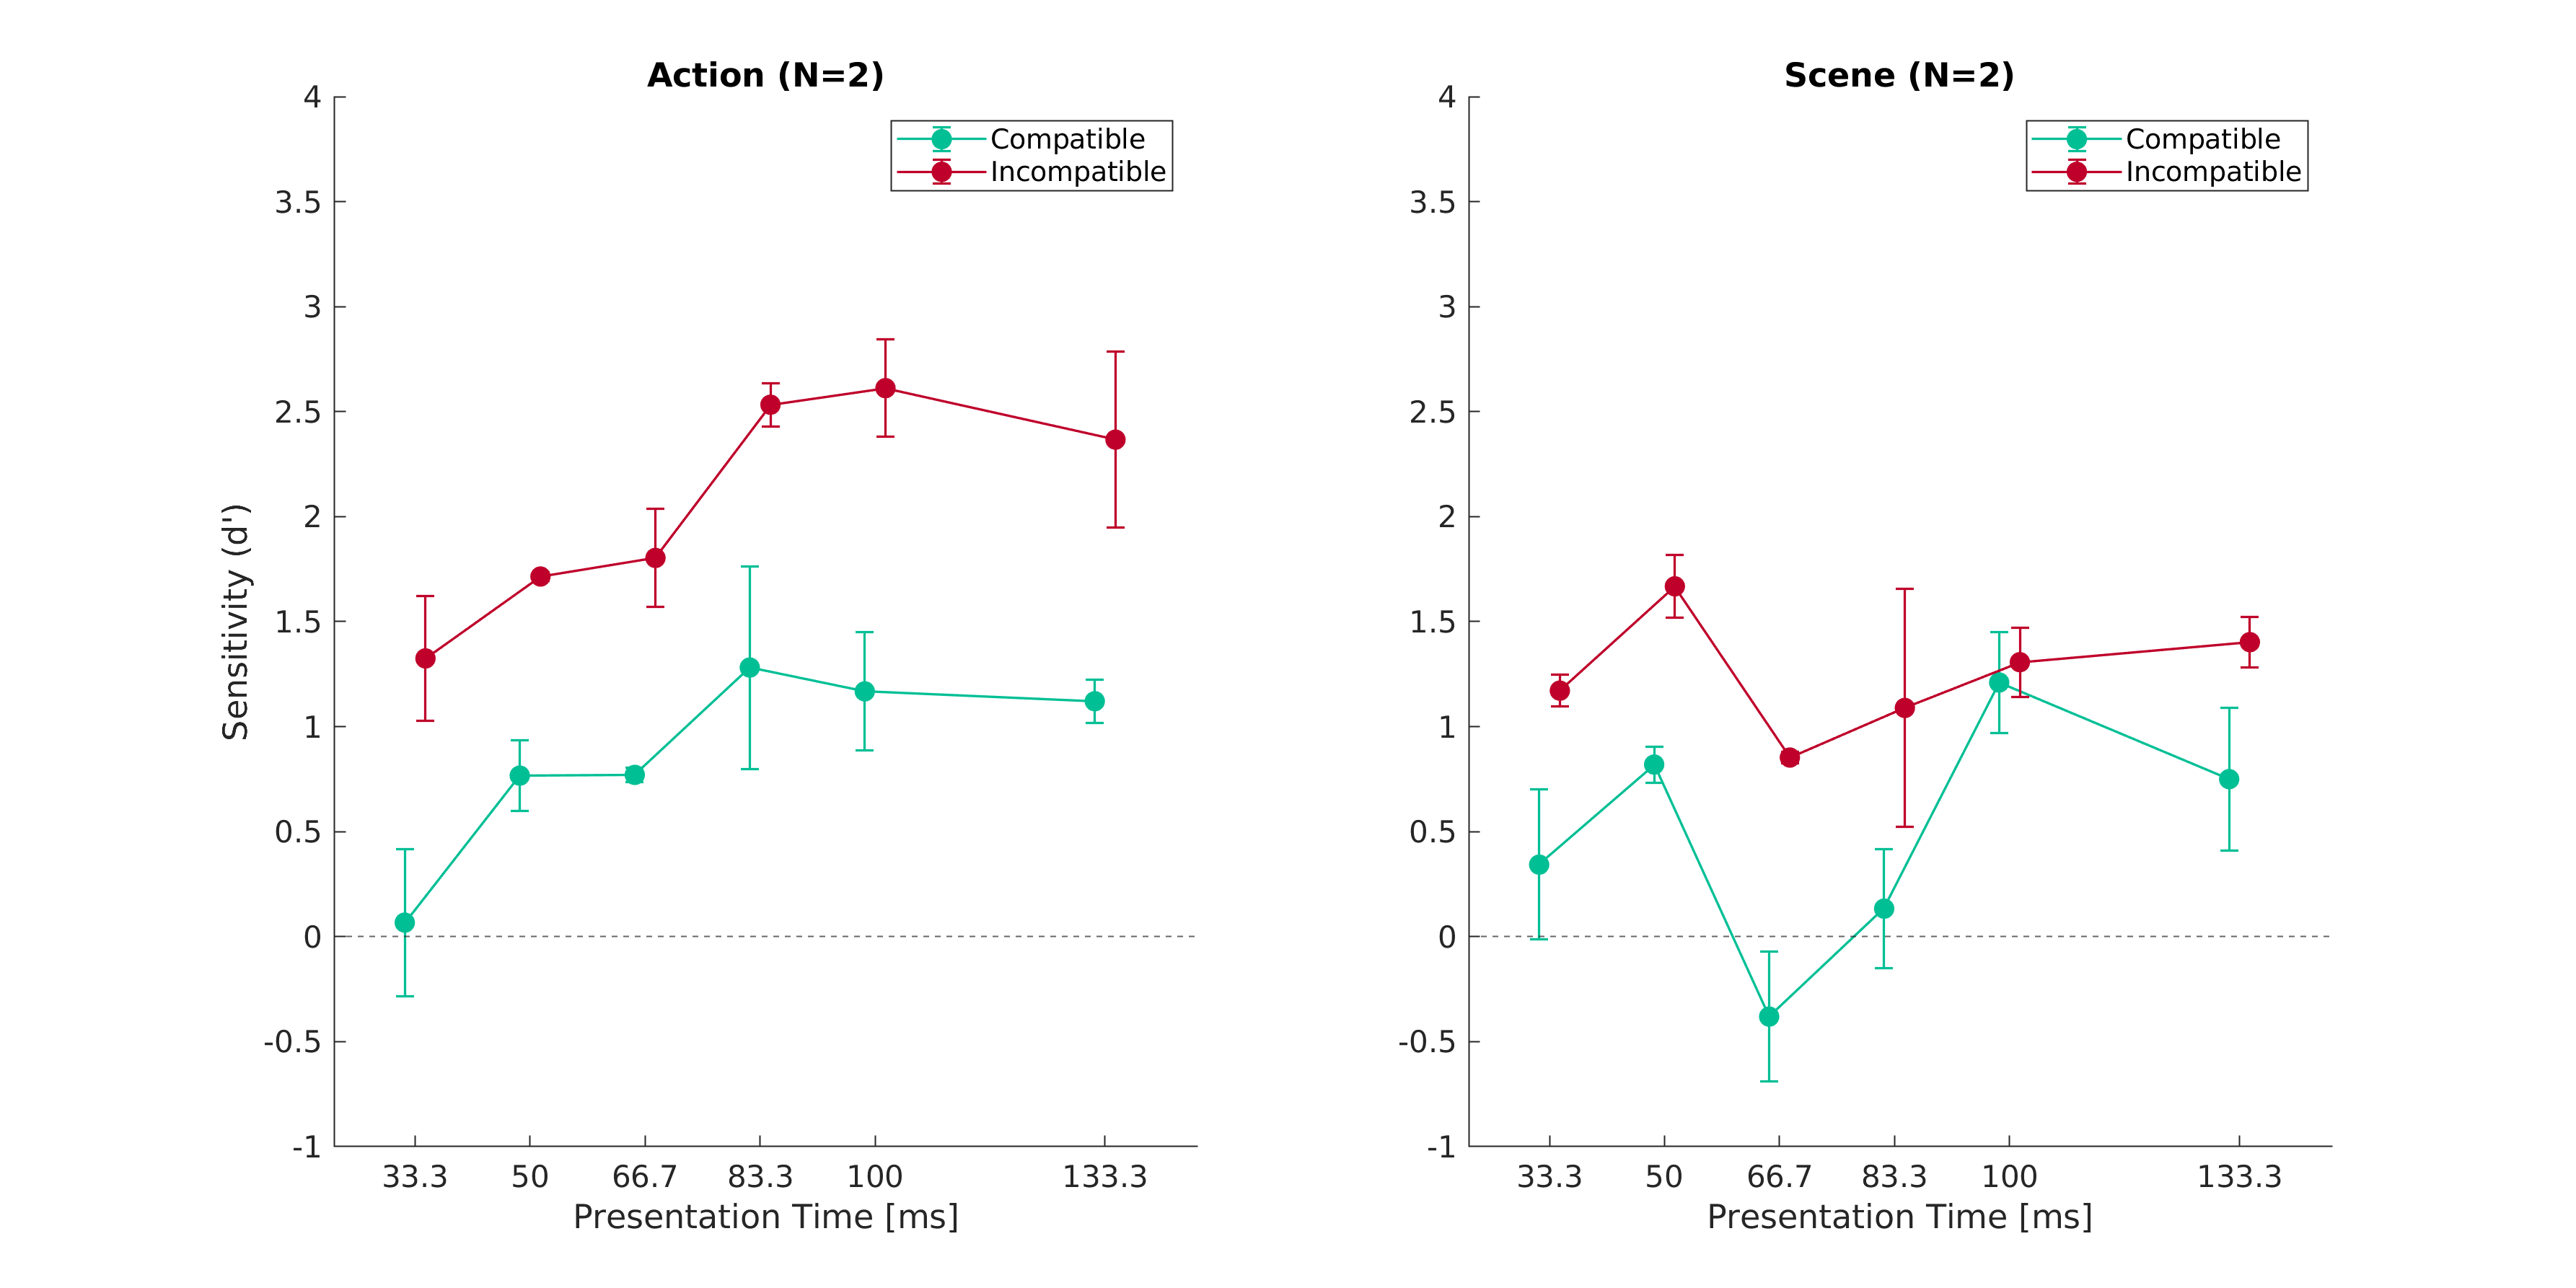 Action (N=2)
Compatible
Incompatible
4
3.5
3
2.5
2
1.5
1
0.5
0
-0.5
-1
Sensitivity (d')
33.3 50 66.7 83.3 100 133.3
Presentation Time [ms]
Scene (N=2)
Compatible
Incompatible
4
3.5
3
2.5
2
1.5
1
0.5
0
-0.5
-1
33.3 50 66.7 83.3 100 133.3
Presentation Time [ms]